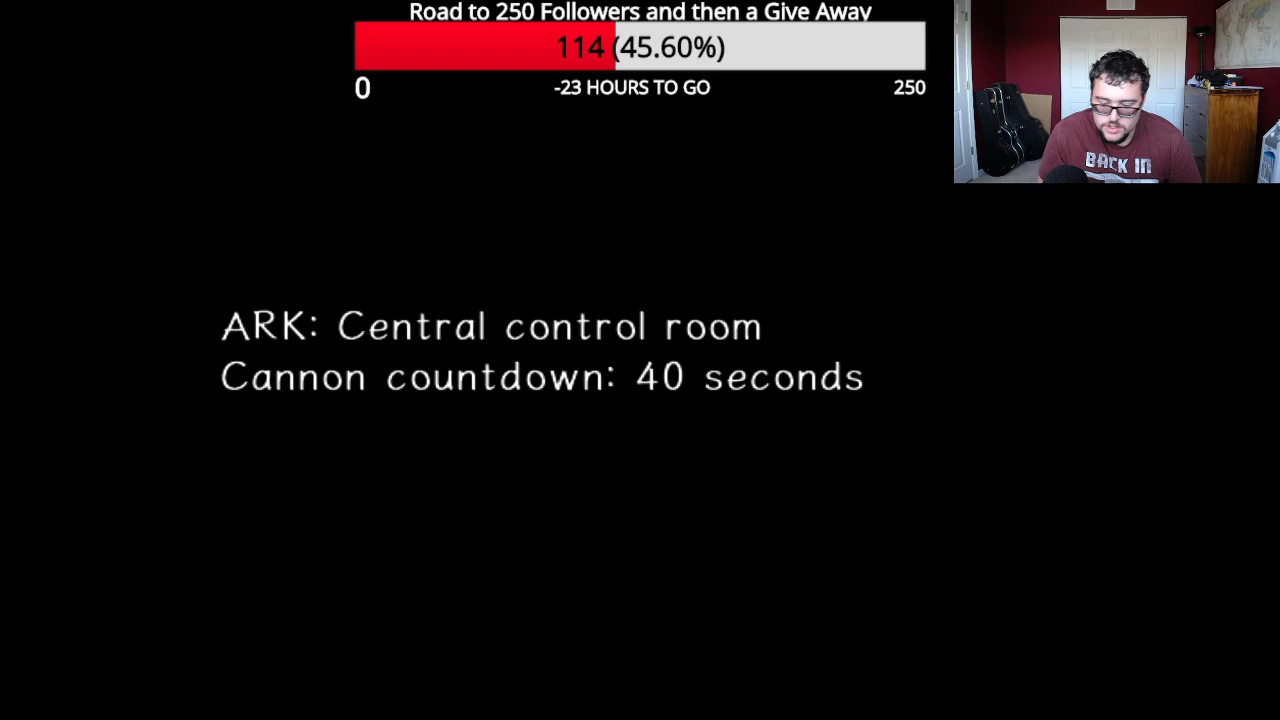 Road to 250 Followers and then a Give Away
114 (45.60%)
0 -23 HOURS TO GO 250
BACK IN
ARK: Central control room
Cannon countdown: 40 seconds